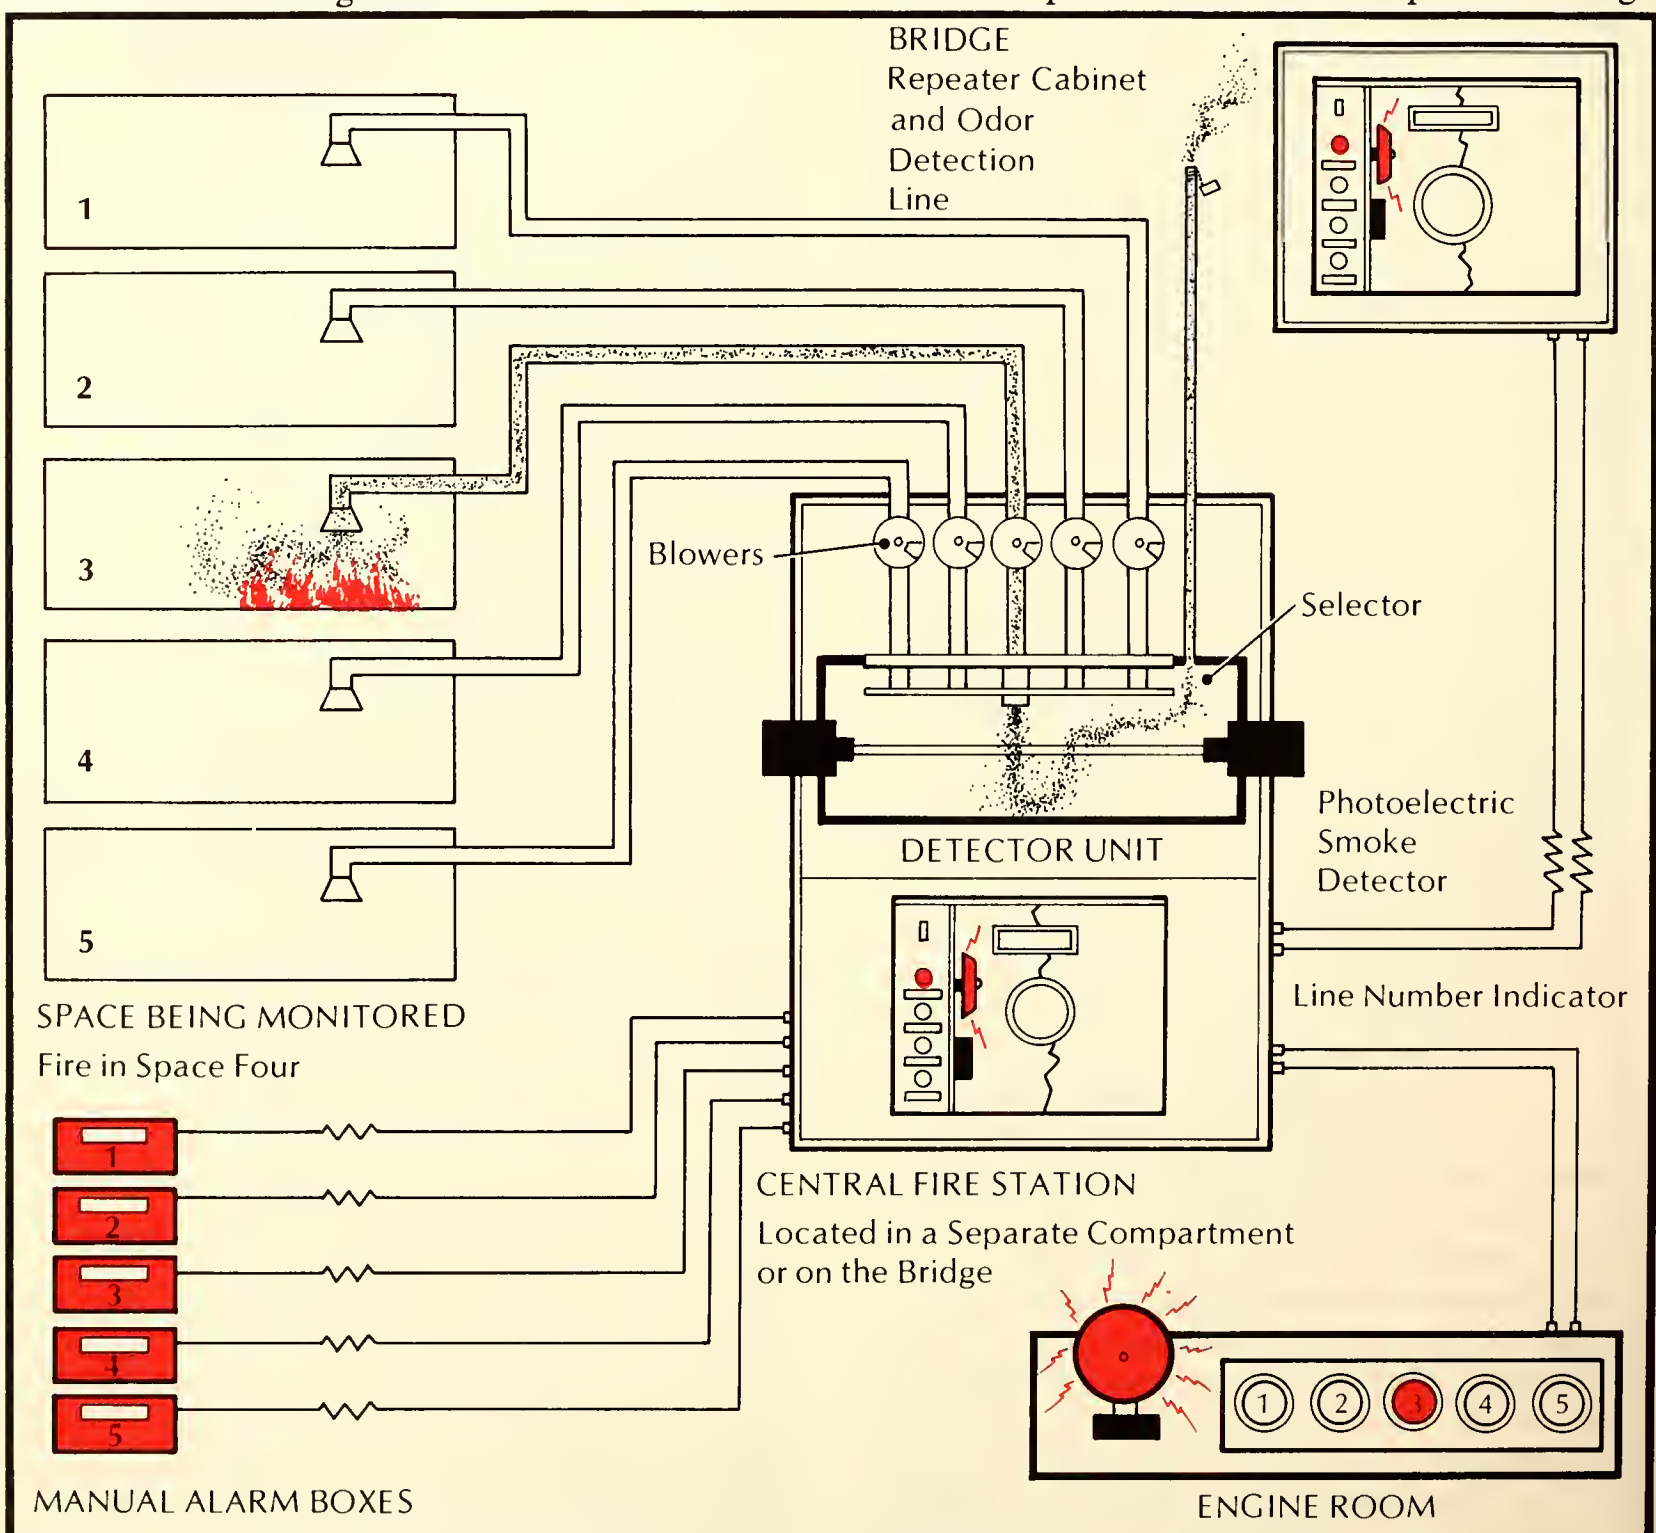 BRIDGE
Repeater Cabinet
and Odor
Detection
Line
1
2
3
4
5
Blowers
Selector
DETECTOR UNIT
Photoelectric
Smoke
Detector
Line Number Indicator
SPACE BEING MONITORED
Fire in Space Four
1
2
3
4
5
MANUAL ALARM BOXES
CENTRAL FIRE STATION
Located in a Separate Compartment
or on the Bridge
1 2 3 4 5
ENGINE ROOM